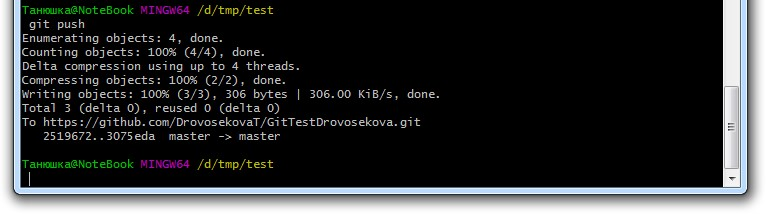 Танюшка@NoteBook MINGW64 /d/tmp/test
git push
Enumerating objects: 4, done.
Counting objects: 100% (4/4), done.
Delta compression using up to 4 threads.
Compressing objects: 100% (2/2), done.
Writing objects: 100% (3/3), 306 bytes | 306.00 KiB/s, done.
Total 3 (delta 0), reused 0 (delta 0)
To https://github.com/DrovosekovaT/GitTestDrovosekova.git
   2519672..3075eda  master -> master
Танюшка@NoteBook MINGW64 /d/tmp/test